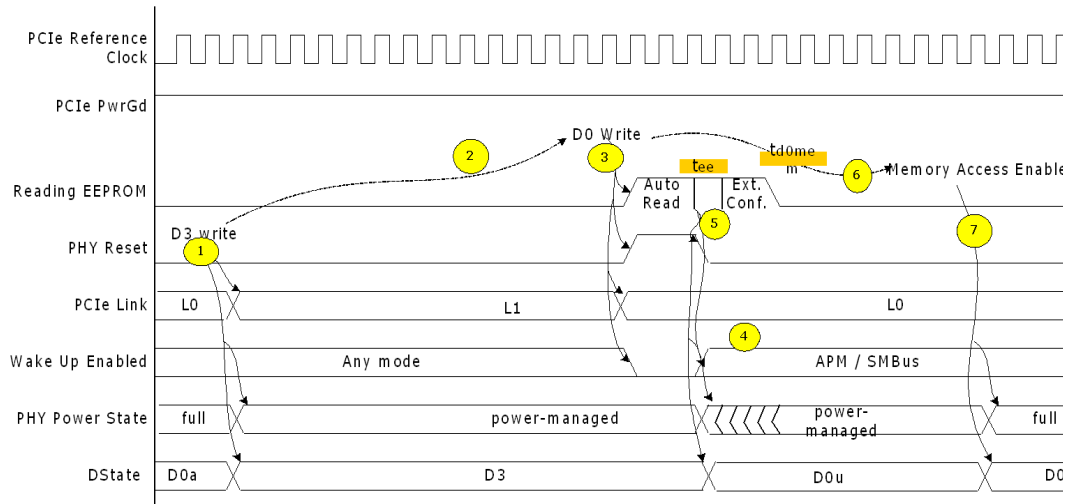 PCIe Reference
Clock
PCIe PwrGd
D0 Write
2
3
tee
td0me
m
6
Memory Access Enable
Reading EEPROM
Auto
Read
Ext.
Conf.
5
D3 write
1
7
PHY Reset
PCIe Link
L0
L1
L0
4
Wake Up Enabled
Any mode
APM / SMBus
PHY Power State
full
power-managed
power-
managed
full
DState
D0a
D3
D0u
D0